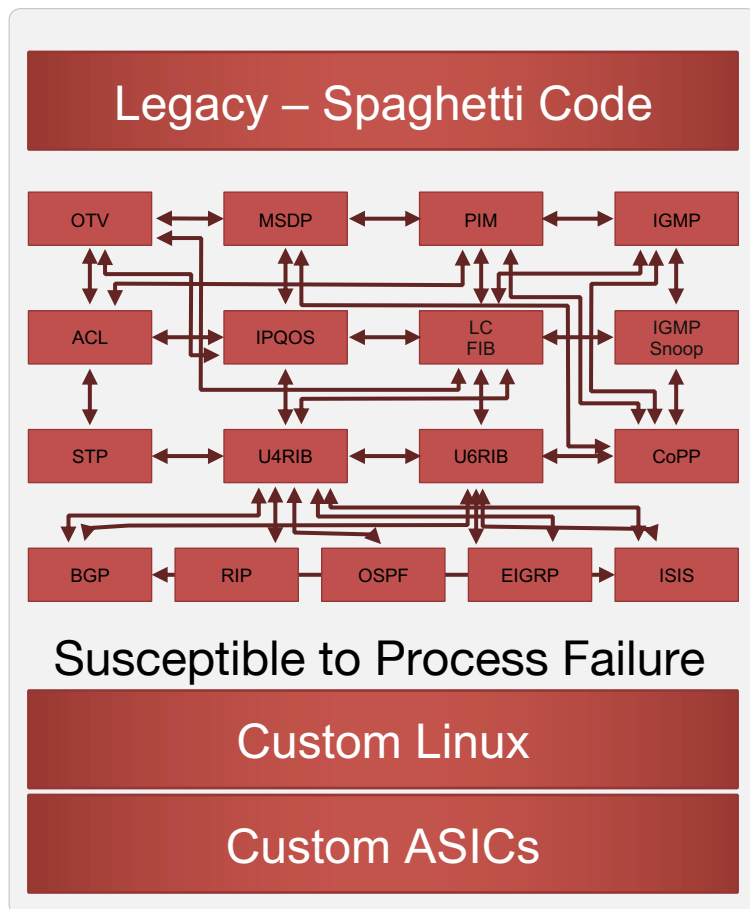 Legacy – Spaghetti Code
OTV
MSDP
PIM
IGMP
ACL
IPQOS
LC
FIB
IGMP
Snoop
STP
U4RIB
U6RIB
CoPP
BGP
RIP
OSPF
EIGRP
ISIS
Susceptible to Process Failure
Custom Linux
Custom ASICs